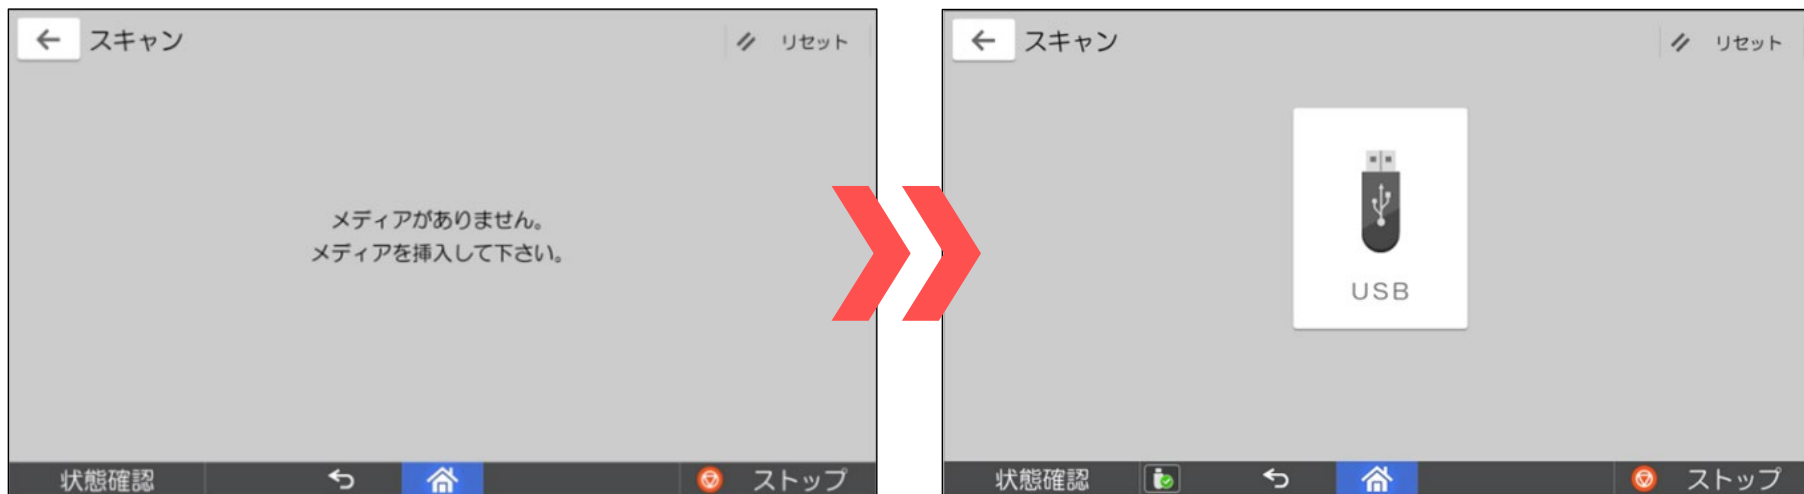 スキャン
リセット
メディアがありません。
メディアを挿入して下さい。
状態確認
ストップ
スキャン
リセット
USB
状態確認
ストップ